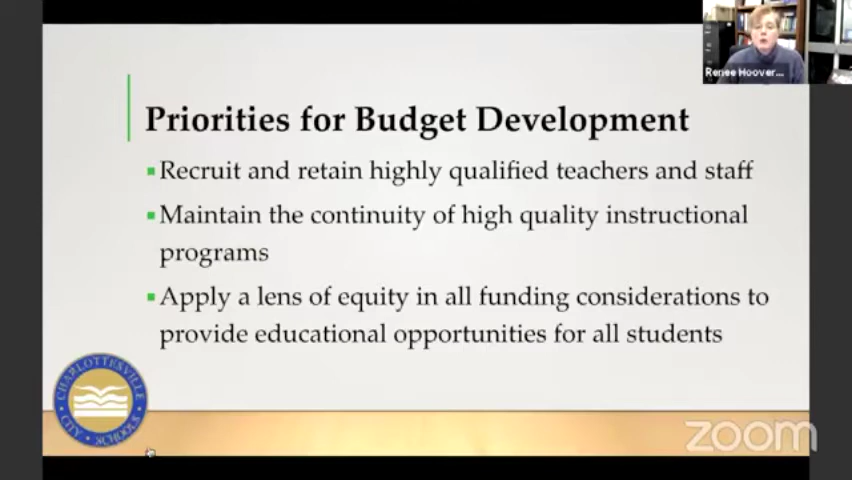 Renee Hoover...
Priorities for Budget Development
▪Recruit and retain highly qualified teachers and staff
▪Maintain the continuity of high quality instructional
programs
▪Apply a lens of equity in all funding considerations to
provide educational opportunities for all students
CHARLOTTESVILLE
CITY • SCHOOLS
zoom